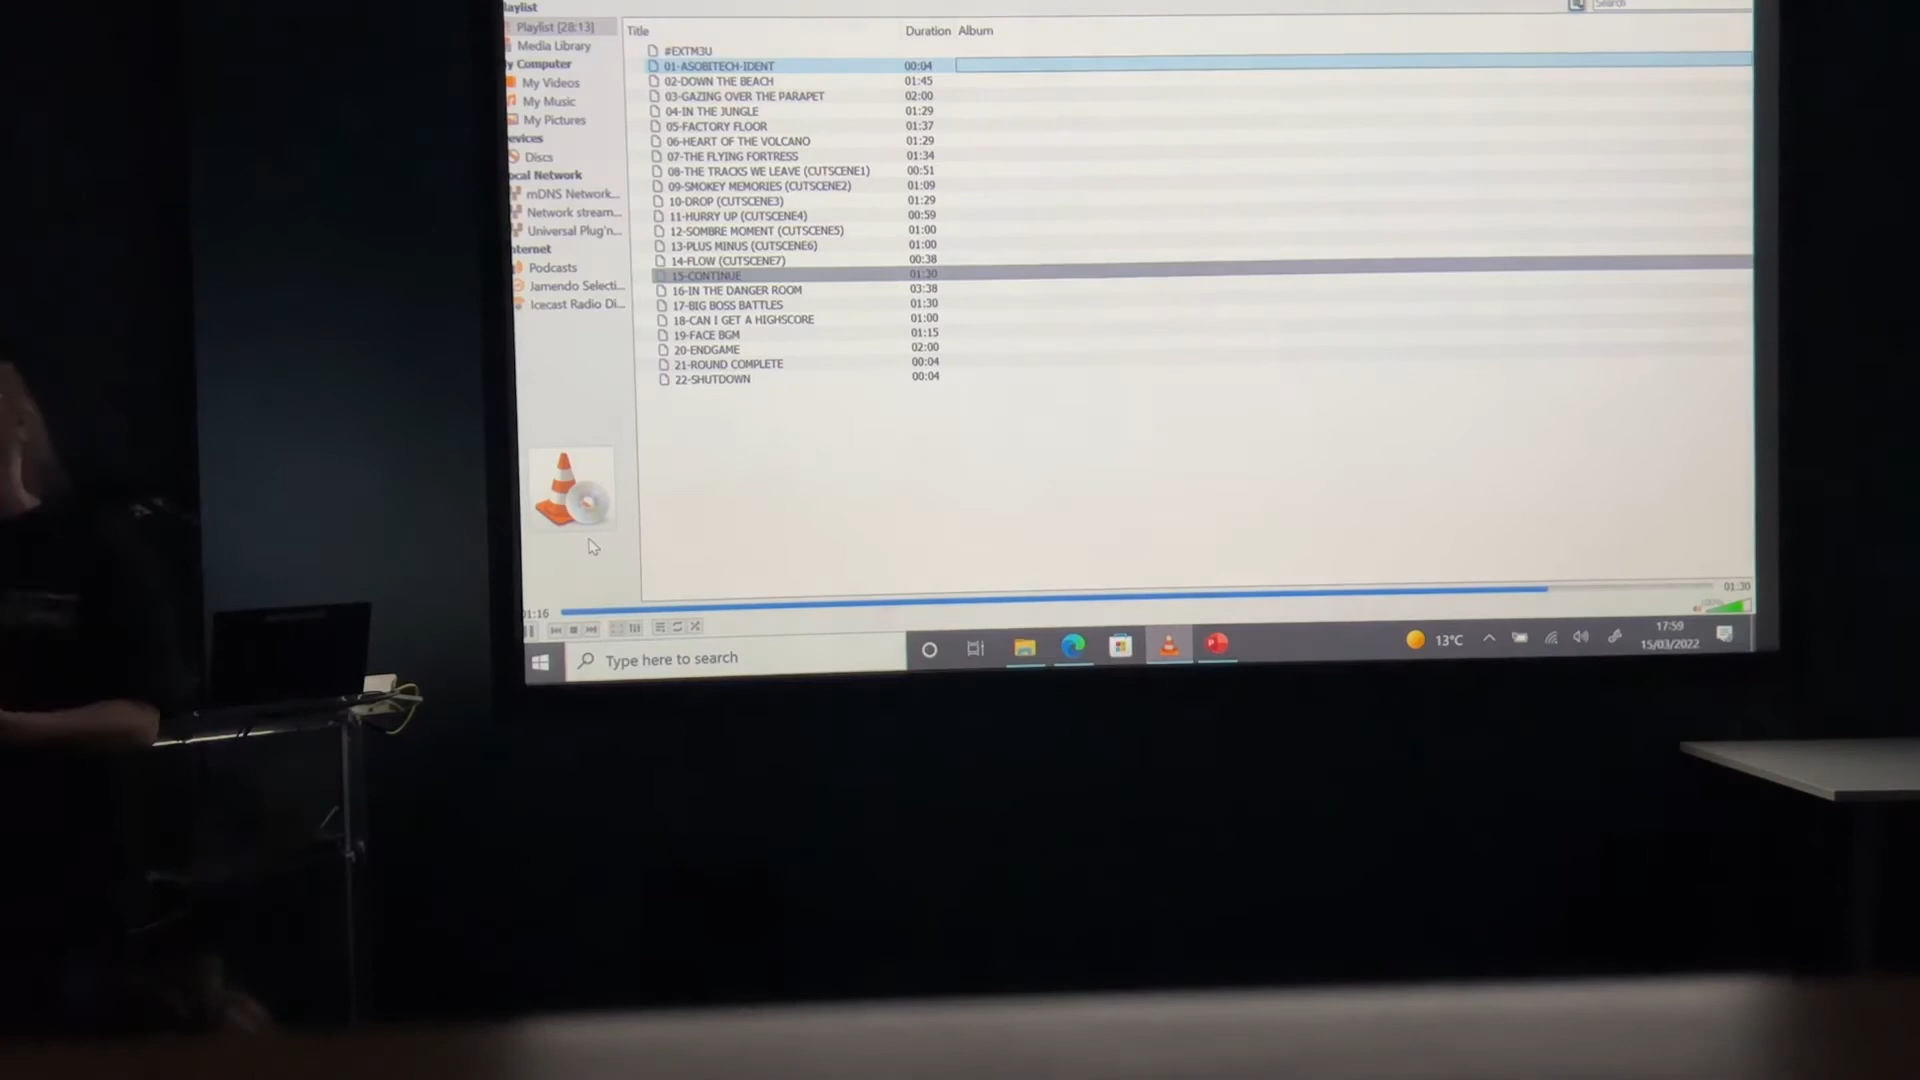 laylist
Search
Playlist [28:13]
Title
Duration
Album
Media Library
#EXTM3U
y Computer
01-ASOBITECH-IDENT 00:04
My Videos
02-DOWN THE BEACH 01:45
My Music
03-GAZING OVER THE PARAPET 02:00
04-IN THE JUNGLE 01:29
My Pictures
05-FACTORY FLOOR 01:37
evices
06-HEART OF THE VOLCANO 01:29
Discs
07-THE FLYING FORTRESS 01:34
ocal Network
08-THE TRACKS WE LEAVE (CUTSCENE1) 00:51
mDNS Network...
09-SMOKEY MEMORIES (CUTSCENE2) 01:09
10-DROP (CUTSCENE3) 01:29
Network stream...
11-HURRY UP (CUTSCENE4) 00:59
Universal Plug'n...
12-SOMBRE MOMENT (CUTSCENE5) 01:00
nternet
13-PLUS MINUS (CUTSCENE6) 01:00
Podcasts
14-FLOW (CUTSCENE7) 00:38
15-CONTINUE 01:30
Jamendo Selecti...
16-IN THE DANGER ROOM 03:38
Icecast Radio Di...
17-BIG BOSS BATTLES 01:30
18-CAN I GET A HIGHSCORE 01:00
19-FACE BGM 01:15
20-ENDGAME 02:00
21-ROUND COMPLETE 00:04
22-SHUTDOWN 00:04
01:16
01:30
Type here to search
13°C
17:59
15/03/2022